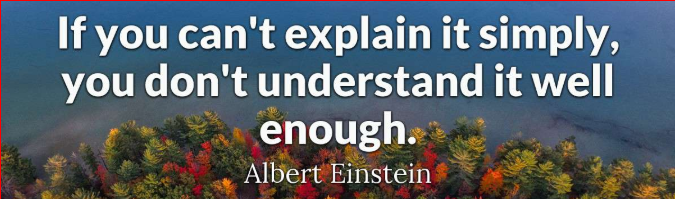 If you can't explain it simply,
you don't understand it well
enough.
Albert Einstein